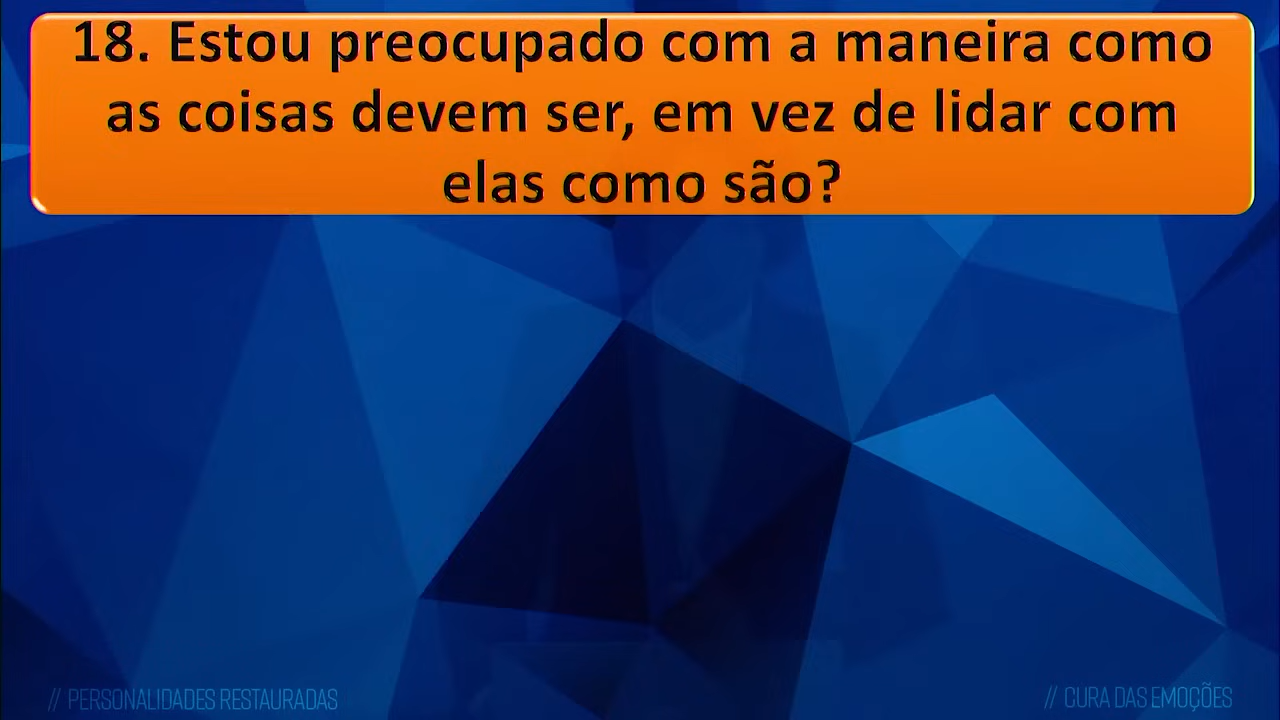 18. Estou preocupado com a maneira como
as coisas devem ser, em vez de lidar com
elas como são?
// PERSONALIDADES RESTAURADAS
// CURA DAS EMOÇÕES